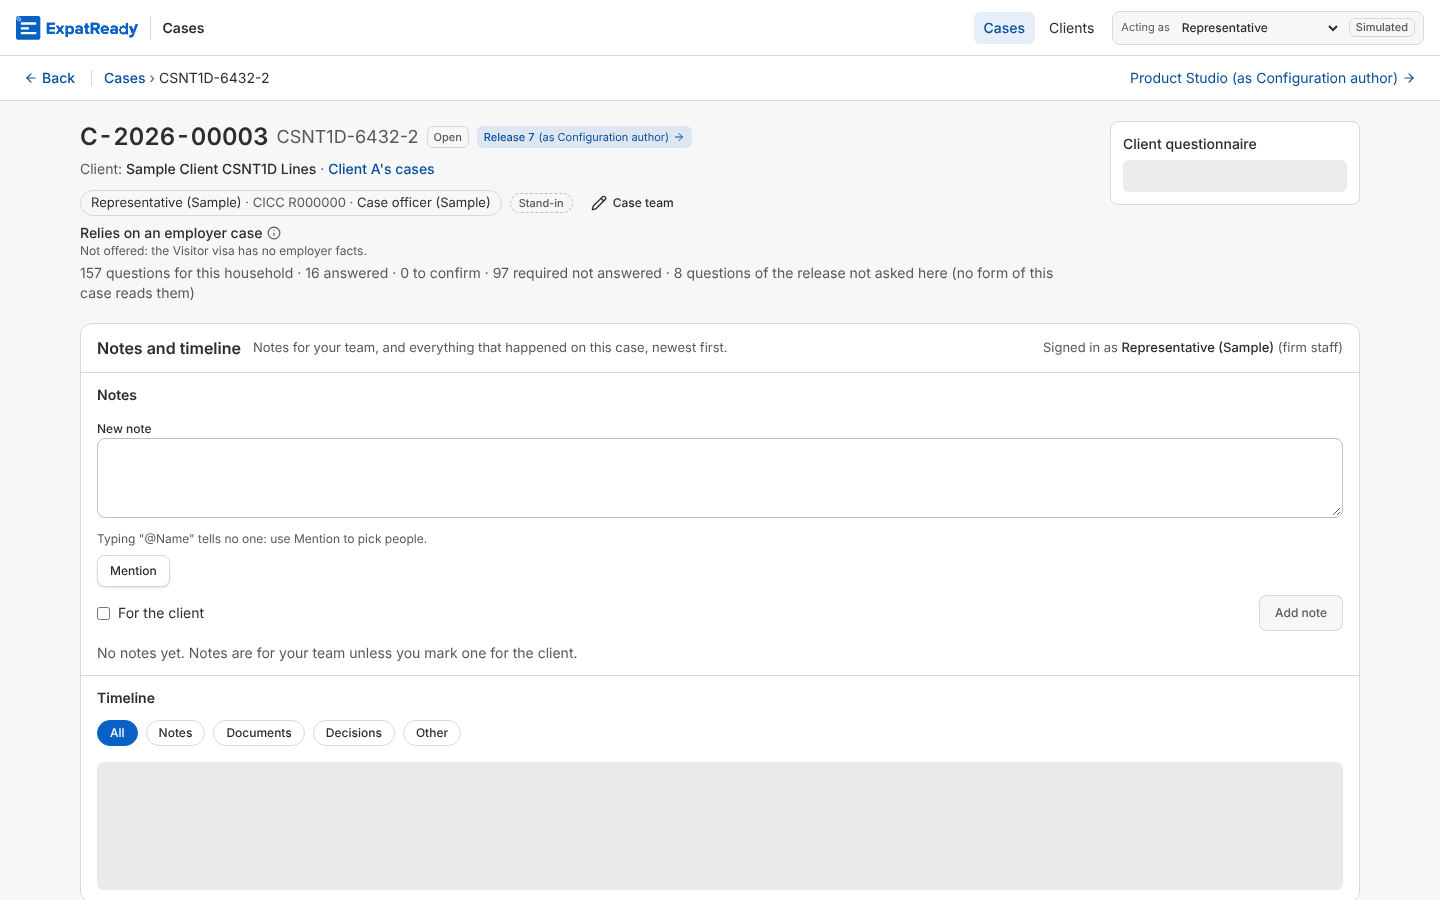 ExpatReady
Cases
Cases
Clients
Acting as
Representative
Simulated
← Back
Cases › CSNT1D-6432-2
Product Studio (as Configuration author) →
C-2026-00003 CSNT1D-6432-2
Open
Release 7 (as Configuration author) →
Client: Sample Client CSNT1D Lines · Client A's cases
Representative (Sample) · CICC R000000 · Case officer (Sample)
Stand-in
Case team
Relies on an employer case
Not offered: the Visitor visa has no employer facts.
157 questions for this household · 16 answered · 0 to confirm · 97 required not answered · 8 questions of the release not asked here (no form of this
case reads them)
Client questionnaire
Notes and timeline
Notes for your team, and everything that happened on this case, newest first.
Signed in as Representative (Sample) (firm staff)
Notes
New note
Typing "@Name" tells no one: use Mention to pick people.
Mention
For the client
Add note
No notes yet. Notes are for your team unless you mark one for the client.
Timeline
All
Notes
Documents
Decisions
Other